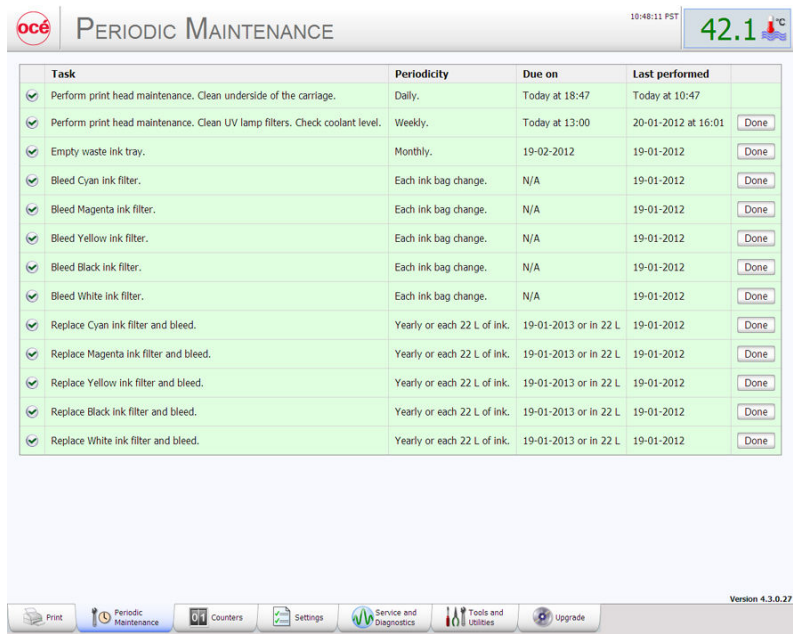 océ PERIODIC MAINTENANCE 10:48:11 PST 42.1 °C
Task Periodicity Due on Last performed
Perform print head maintenance. Clean underside of the carriage. Daily. Today at 18:47 Today at 10:47
Perform print head maintenance. Clean UV lamp filters. Check coolant level. Weekly. Today at 13:00 20-01-2012 at 16:01 Done
Empty waste ink tray. Monthly. 19-02-2012 19-01-2012 Done
Bleed Cyan ink filter. Each ink bag change. N/A 19-01-2012 Done
Bleed Magenta ink filter. Each ink bag change. N/A 19-01-2012 Done
Bleed Yellow ink filter. Each ink bag change. N/A 19-01-2012 Done
Bleed Black ink filter. Each ink bag change. N/A 19-01-2012 Done
Bleed White ink filter. Each ink bag change. N/A 19-01-2012 Done
Replace Cyan ink filter and bleed. Yearly or each 22 L of ink. 19-01-2013 or in 22 L 19-01-2012 Done
Replace Magenta ink filter and bleed. Yearly or each 22 L of ink. 19-01-2013 or in 22 L 19-01-2012 Done
Replace Yellow ink filter and bleed. Yearly or each 22 L of ink. 19-01-2013 or in 22 L 19-01-2012 Done
Replace Black ink filter and bleed. Yearly or each 22 L of ink. 19-01-2013 or in 22 L 19-01-2012 Done
Replace White ink filter and bleed. Yearly or each 22 L of ink. 19-01-2013 or in 22 L 19-01-2012 Done
Version 4.3.0.27
Print
Periodic
Maintenance
01 Counters
Settings
Service and
Diagnostics
Tools and
Utilities
Upgrade